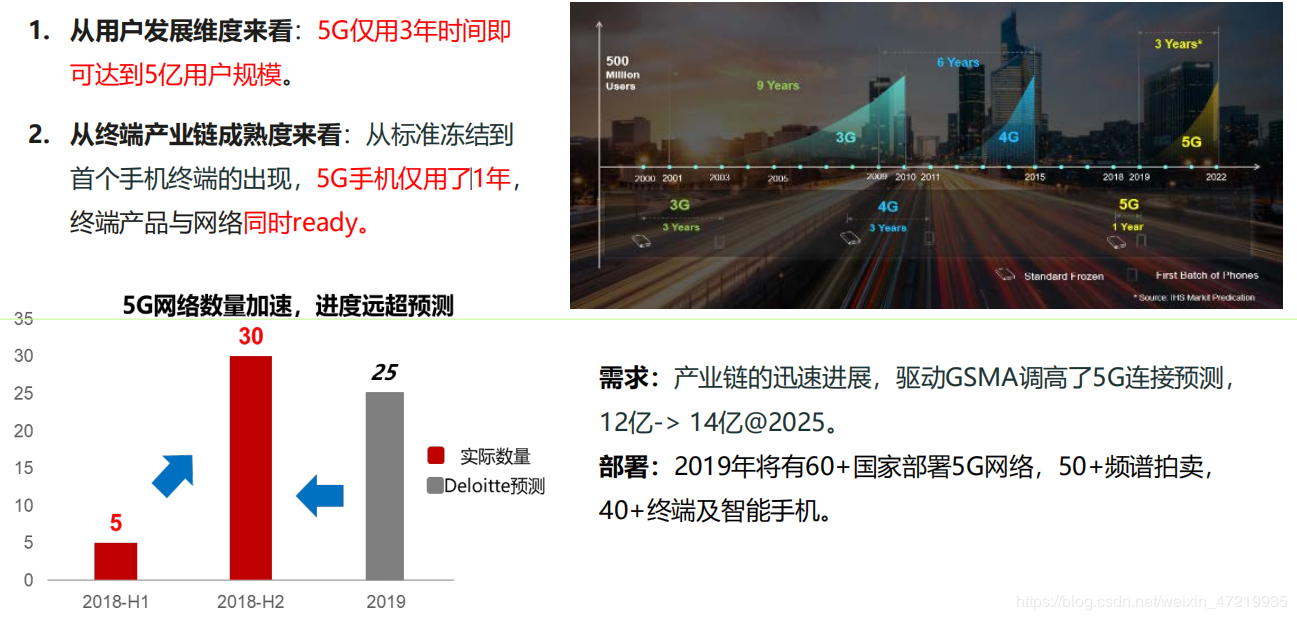 1. 从用户发展维度来看：5G仅用3年时间即
可达到5亿用户规模。
2. 从终端产业链成熟度来看：从标准冻结到
首个手机终端的出现，5G手机仅用了1年，
终端产品与网络同时ready。
500
Million
Users
9 Years
6 Years
3 Years*
3G
4G
5G
2000 2001 2003 2005 2009 2010 2011 2015 2018 2019 2022
3G
3 Years
4G
3 Years
5G
1 Year
Standard Frozen
First Batch of Phones
* Source: IHS Markit Predication
5G网络数量加速，进度远超预测
35
30
25
20
15
10
5
0
5
30
25
2018-H1
2018-H2
2019
实际数量
Deloitte预测
需求：产业链的迅速进展，驱动GSMA调高了5G连接预测，
12亿-> 14亿@2025。
部署：2019年将有60+国家部署5G网络，50+频谱拍卖，
40+终端及智能手机。
https://blog.csdn.net/weixin_47219935